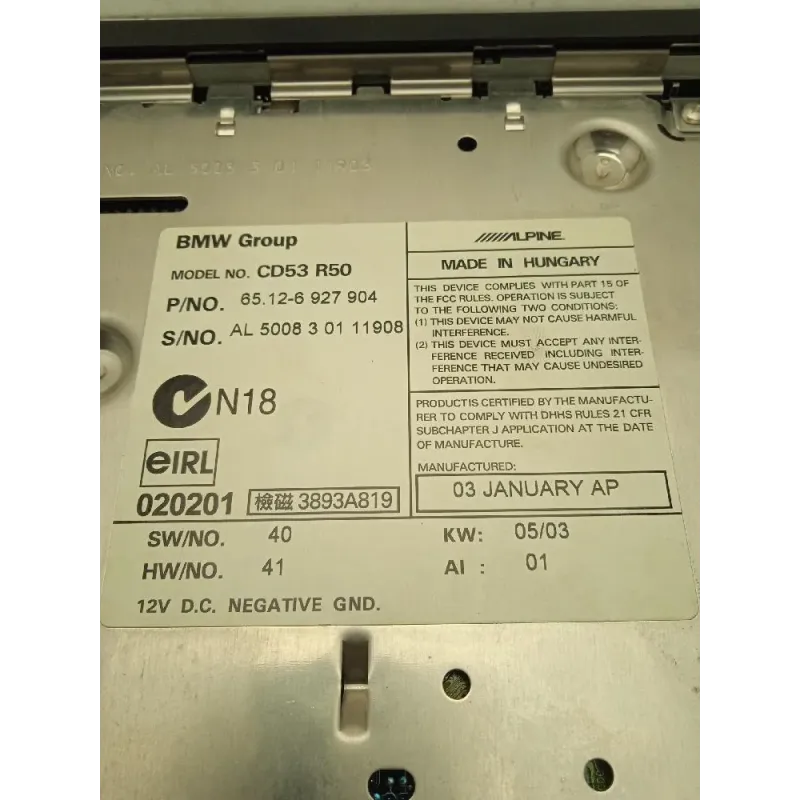 BMW Group
MODEL NO. CD53 R50
P/NO. 65.12-6 927 904
S/NO. AL 5008 3 01 11908
N18
eIRL
020201 檢磁 3893A819
ALPINE
MADE IN HUNGARY
THIS DEVICE COMPLIES WITH PART 15 OF
THE FCC RULES. OPERATION IS SUBJECT
TO THE FOLLOWING TWO CONDITIONS:
(1) THIS DEVICE MAY NOT CAUSE HARMFUL
INTERFERENCE.
(2) THIS DEVICE MUST ACCEPT ANY INTER-
FERENCE RECEIVED INCLUDING INTER-
FERENCE THAT MAY CAUSE UNDESIRED
OPERATION.
PRODUCT IS CERTIFIED BY THE MANUFACTU-
RER TO COMPLY WITH DHHS RULES 21 CFR
SUBCHAPTER J APPLICATION AT THE DATE
OF MANUFACTURE.
MANUFACTURED:
03 JANUARY AP
SW/NO. 40 KW: 05/03
HW/NO. 41 AI : 01
12V D.C. NEGATIVE GND.